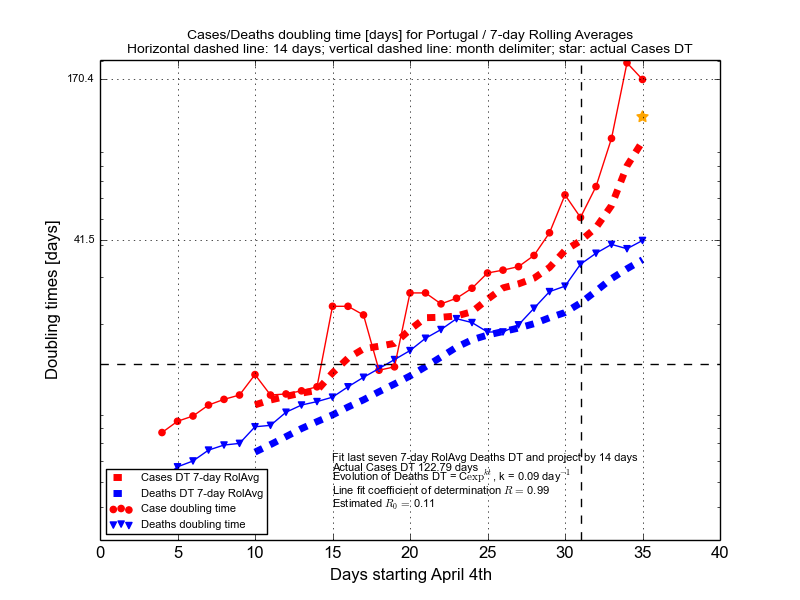 Cases/Deaths doubling time [days] for Portugal / 7-day Rolling Averages
Horizontal dashed line: 14 days; vertical dashed line: month delimiter; star: actual Cases DT
170.4
41.5
Doubling times [days]
Fit last seven 7-day RolAvg Deaths DT and project by 14 days
Actual Cases DT 122.79 days
Evolution of Deaths DT = Cexp^kt, k = 0.09 day^-1
Line fit coefficient of determination R = 0.99
Estimated R_0 = 0.11
Cases DT 7-day RolAvg
Deaths DT 7-day RolAvg
Case doubling time
Deaths doubling time
0 5 10 15 20 25 30 35 40
Days starting April 4th